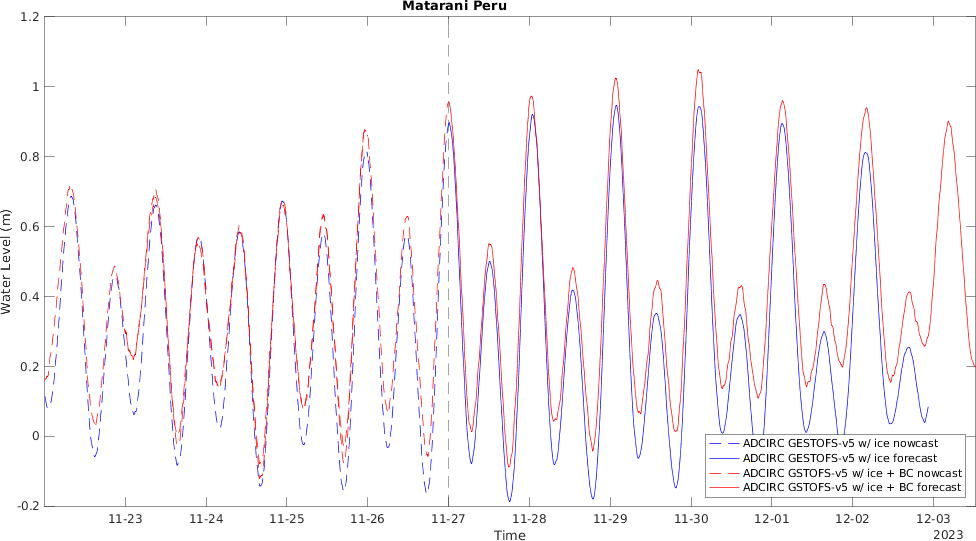 Matarani Peru
1.2
1
0.8
0.6
0.4
0.2
0
-0.2
Water Level (m)
ADCIRC GESTOFS-v5 w/ ice nowcast
ADCIRC GESTOFS-v5 w/ ice forecast
ADCIRC GSTOFS-v5 w/ ice + BC nowcast
ADCIRC GSTOFS-v5 w/ ice + BC forecast
11-23 11-24 11-25 11-26 11-27 11-28 11-29 11-30 12-01 12-02 12-03
Time
2023